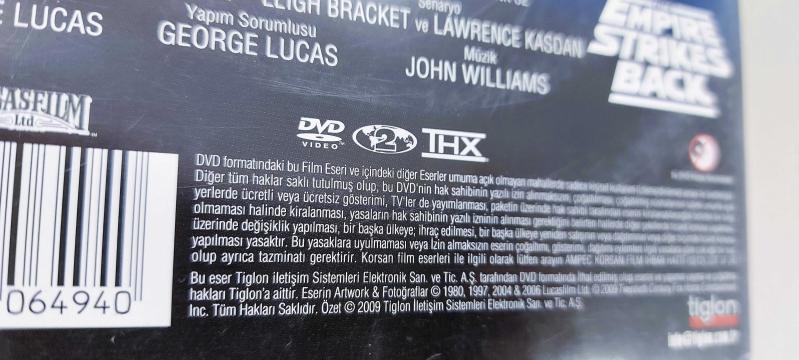 E LUCAS
Yapım Sorumlusu
GEORGE LUCAS
Senaryo
LEIGH BRACKET ve LAWRENCE KASDAN
Müzik
JOHN WILLIAMS
EMPIRE
STRIKES
BACK
CASFILM
Ltd
DVD
VIDEO
2
THX
DVD formatındaki bu Film Eseri ve içindeki diğer Eserler umuma açık olmayan mahallerde
Diğer tüm haklar saklı tutulmuş olup, bu DVD'nin hak sahibinin yazılı izin
yerlerde ücretli veya ücretsiz gösterimi, TV'ler de yayımlanması, paketin üzerinde
olmaması halinde kiralanması, yasaların hak sahibinin yazılı izninin alınması
üzerinde değişiklik yapılması, bir başka ülkeye; ihraç edilmesi, bir başka ülkeye
yapılması yasaktır. Bu yasaklara uyulmaması veya İzin almaksızın eserin çoğaltımı, gösterimi,
olup ayrıca tazminatı gerektirir. Korsan film eserleri ile ilgili olarak lütfen arayın AMPEC KORSAN FİLM
Bu eser Tiglon iletişim Sistemleri Elektronik San. ve Tic. A.Ş. tarafından DVD formatında
hakları Tiglon'a aittir. Eserin Artwork & Fotoğraflar © 1980, 1997, 2004 & 2006 Lucasfilm Ltd. © 2009
Inc. Tüm Hakları Saklıdır. Özet © 2009 Tiglon İletişim Sistemleri Elektronik San. ve Tic. A.Ş.
064940
tiglon